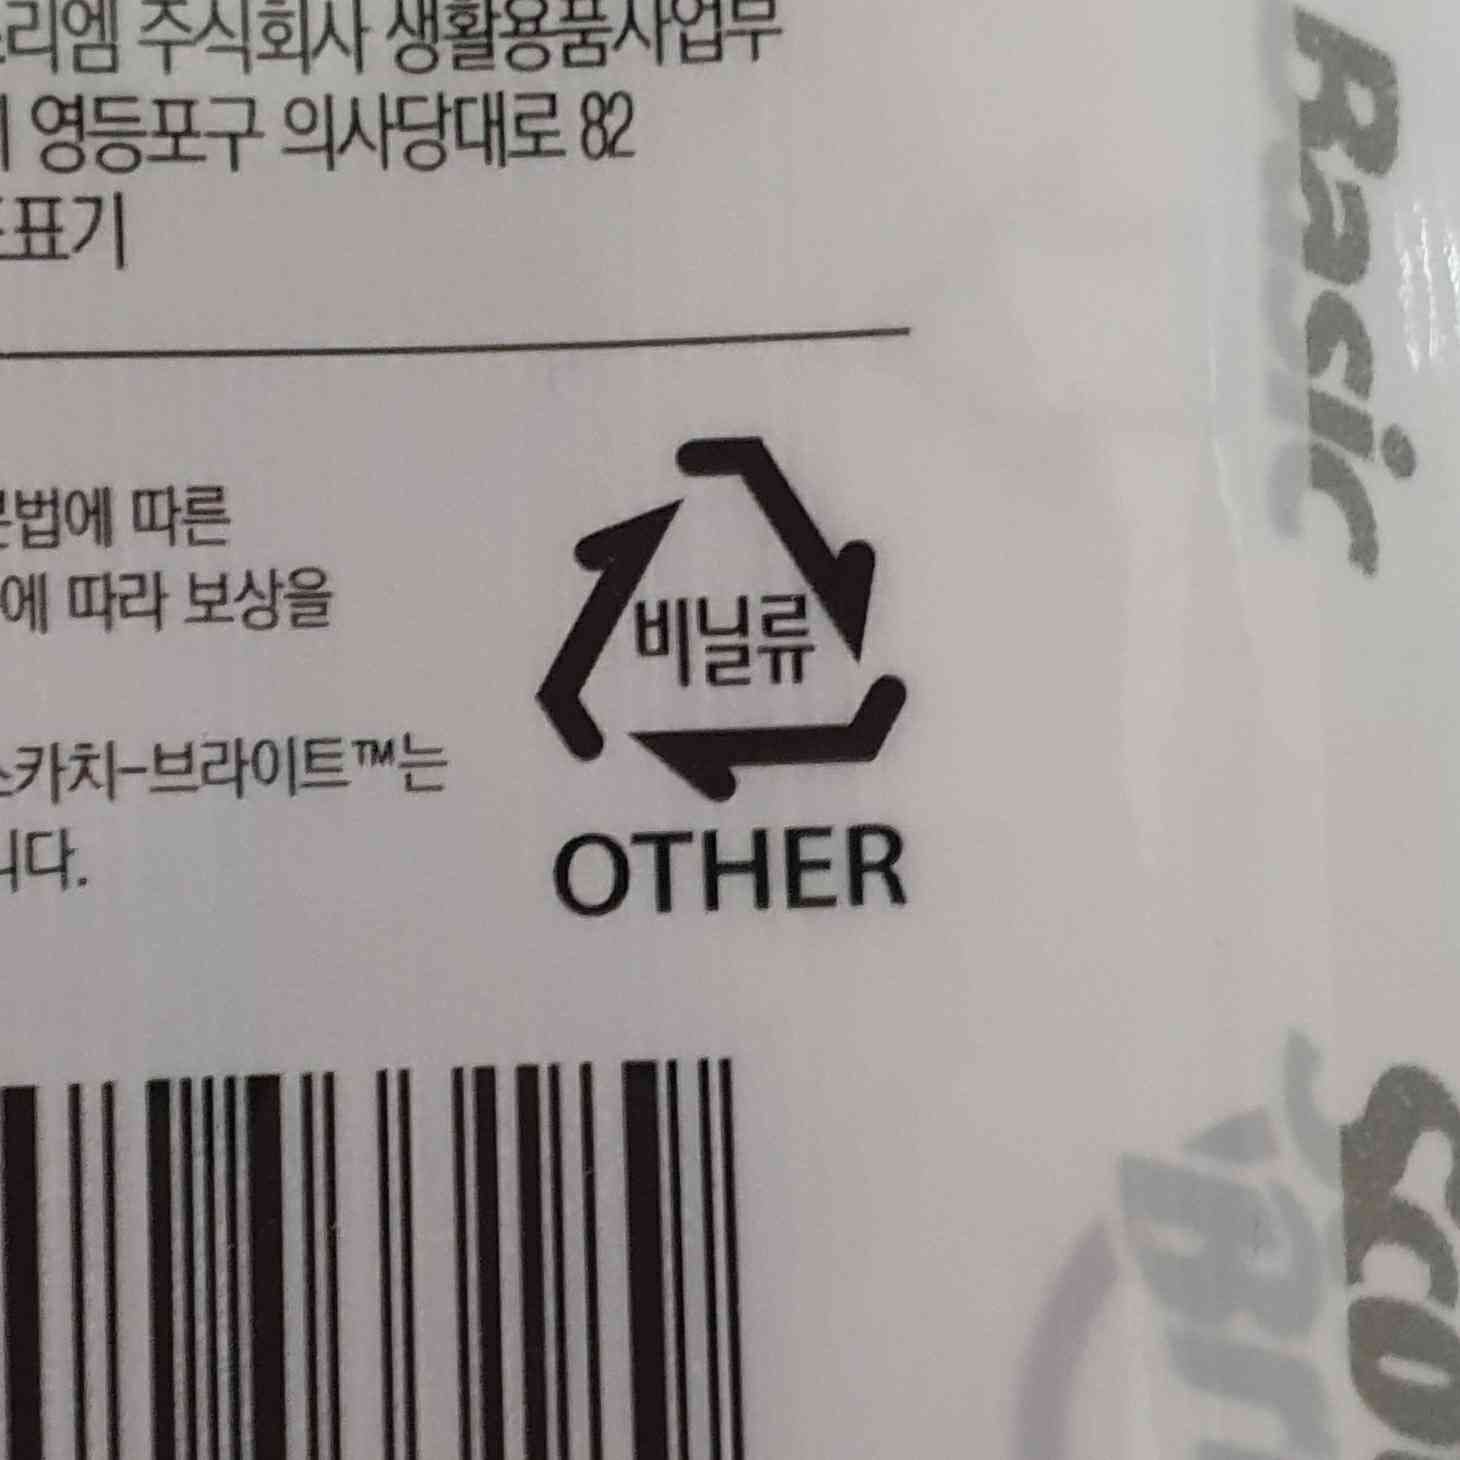 리엠 주식회사 생활용품사업부
영등포구 의사당대로 82
표기
법에 따른
에 따라 보상을
비닐류
카치-브라이트™는
니다.
OTHER
Basic
Sco
Bri